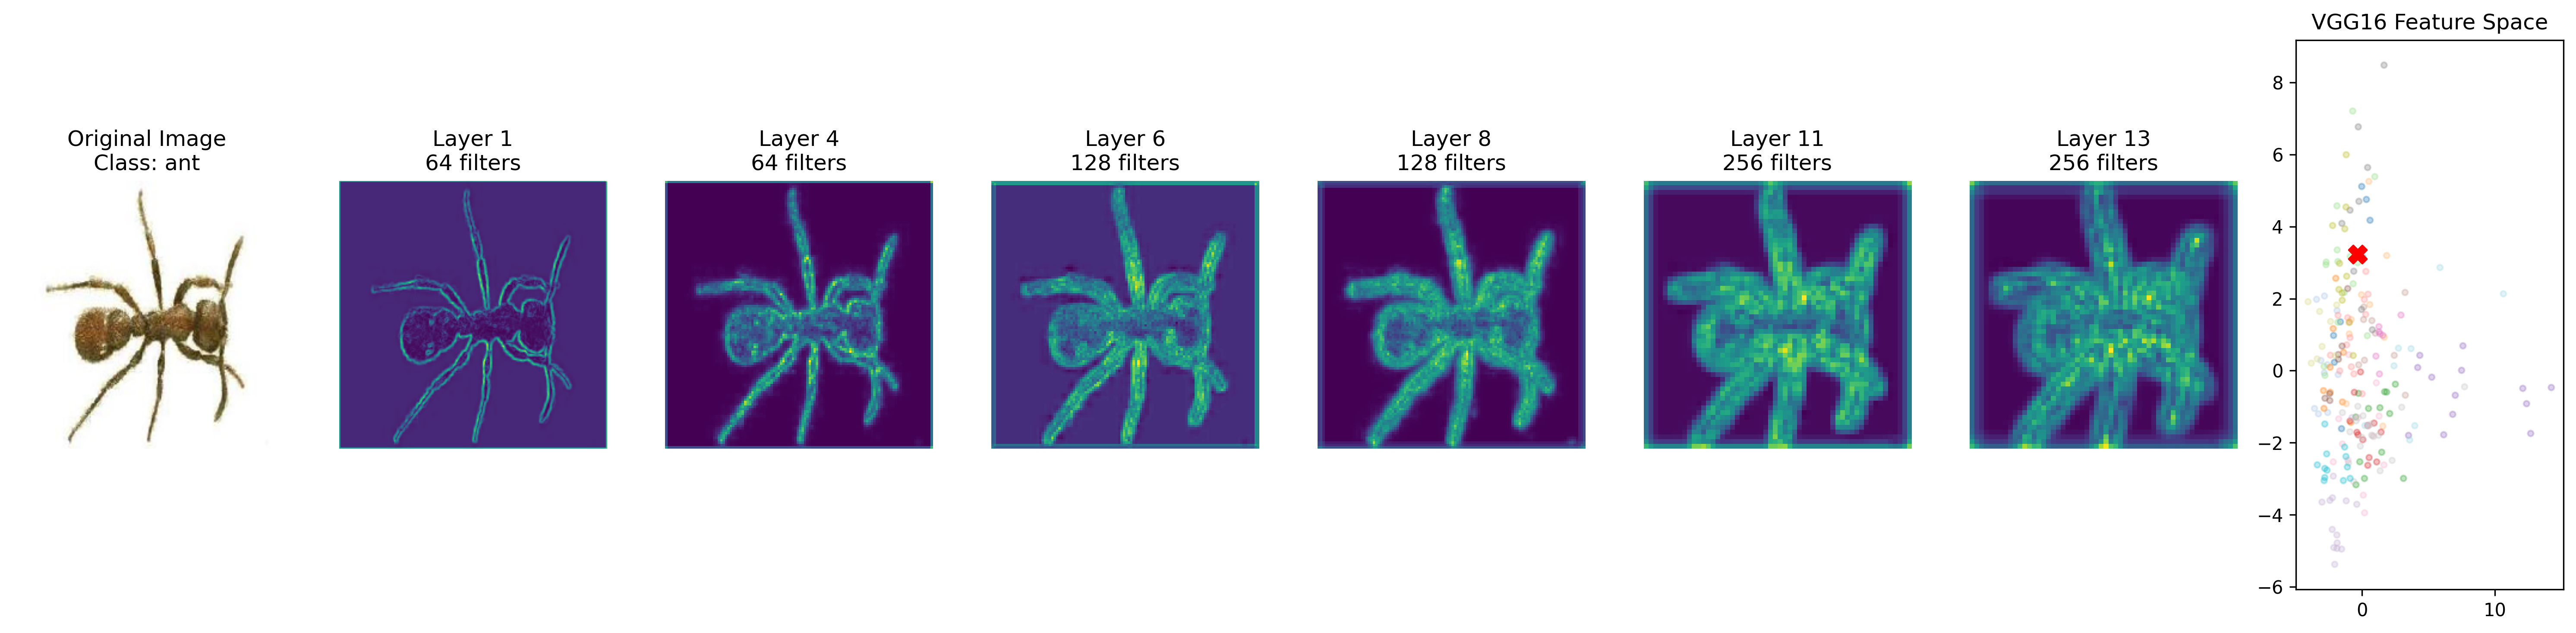 Original Image
Class: ant
Layer 1
64 filters
Layer 4
64 filters
Layer 6
128 filters
Layer 8
128 filters
Layer 11
256 filters
Layer 13
256 filters
VGG16 Feature Space
8
6
4
2
0
−2
−4
−6
0 10